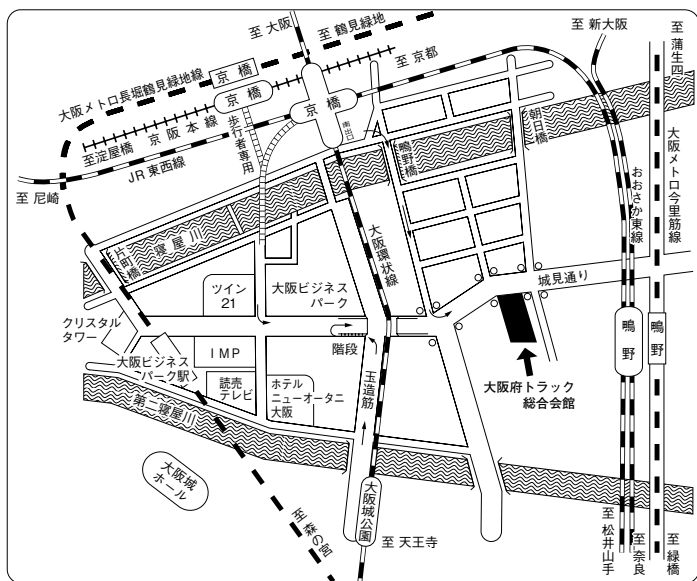 至 大阪
至 鶴見緑地
至 新大阪
至 蒲生四
大阪メトロ長堀鶴見緑地線
京橋
至 京都
京橋
京橋
至淀屋橋
京阪本線
歩行者専用
南出口
鴫野橋
朝日橋
大阪メトロ今里筋線
おおさか東線
JR東西線
至 尼崎
片町橋
寝屋川
大阪環状線
城見通り
ツイン
21
大阪ビジネス
パーク
クリスタル
タワー
階段
鴫野
鴫野
大阪ビジネス
パーク駅
IMP
読売
テレビ
ホテル
ニューオータニ
大阪
玉造筋
大阪府トラック
総合会館
第二寝屋川
大阪城
ホール
大阪城公園
至 森の宮
至 天王寺
至 松井山手
至 奈良
至 緑橋